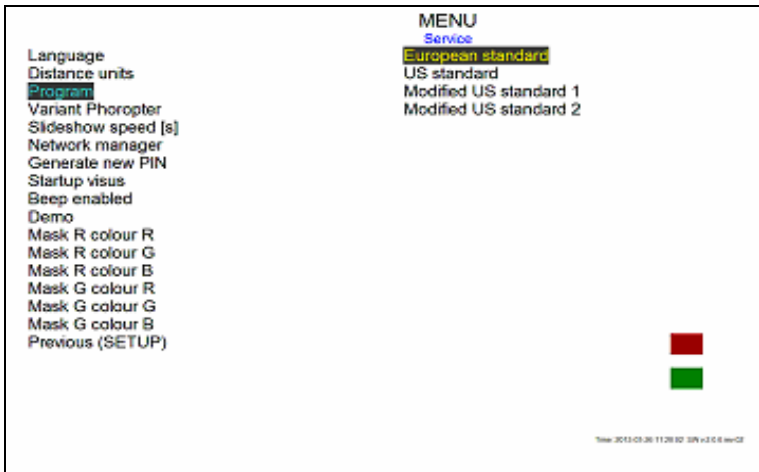 MENU
Service
Language
Distance units
Program
Variant Phoropter
Slideshow speed [s]
Network manager
Generate new PIN
Startup visus
Beep enabled
Demo
Mask R colour R
Mask R colour G
Mask R colour B
Mask G colour R
Mask G colour G
Mask G colour B
Previous (SETUP)
European standard
US standard
Modified US standard 1
Modified US standard 2